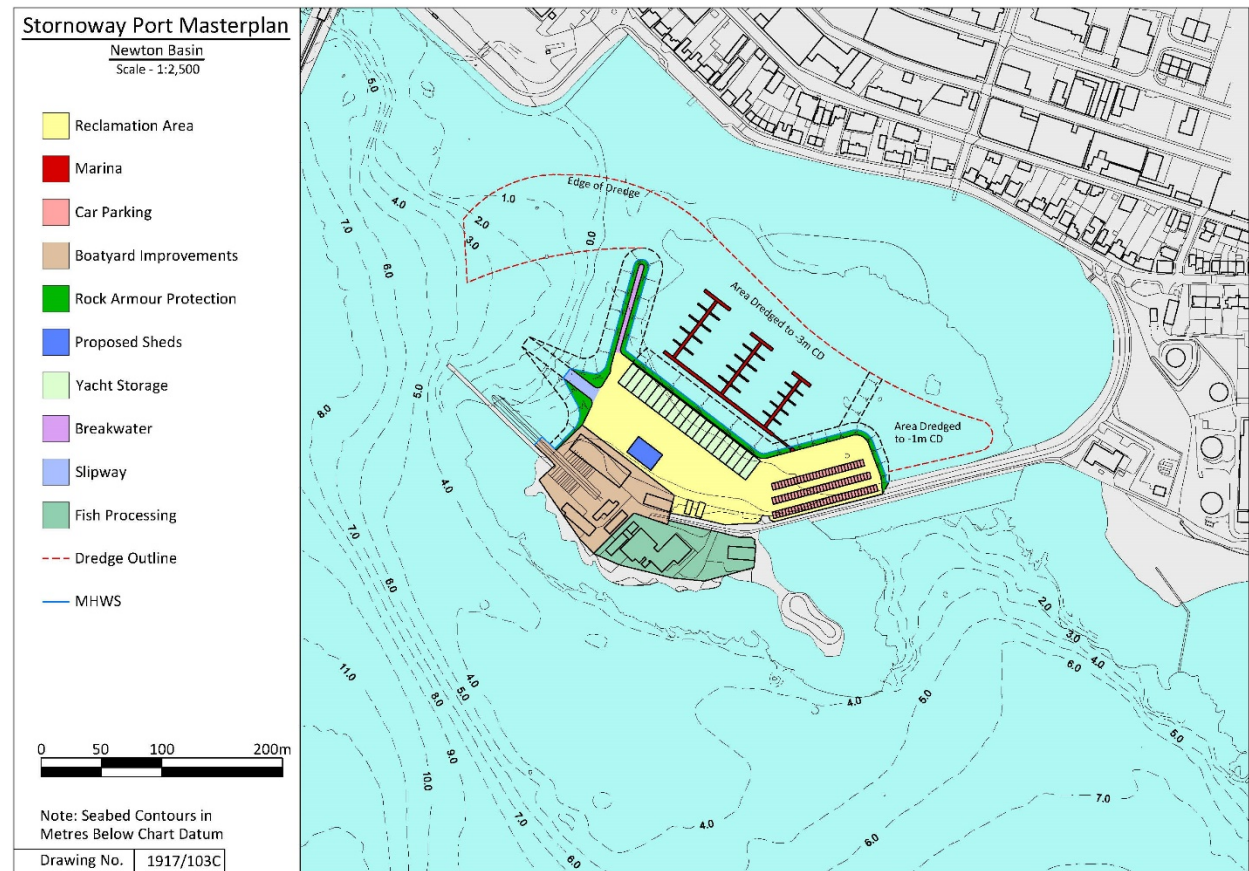 Stornoway Port Masterplan
Newton Basin
Scale - 1:2,500
Reclamation Area
Marina
Car Parking
Boatyard Improvements
Rock Armour Protection
Proposed Sheds
Yacht Storage
Breakwater
Slipway
Fish Processing
Dredge Outline
MHWS
0 50 100 200m
Note: Seabed Contours in
Metres Below Chart Datum
Drawing No. 1917/103C
5.0
7.0
6.0
4.0
1.0
2.0
3.0
0.0
Edge of Dredge
Area Dredged to -3m CD
Area Dredged
to -1m CD
8.0
5.0
4.0
7.0
6.0
5.0
4.0
11.0
4.0
5.0
8.0
7.0
9.0
10.0
7.0
6.0
2.0
3.0
4.0
6.0
5.0
4.0
5.0
7.0
4.0
6.0